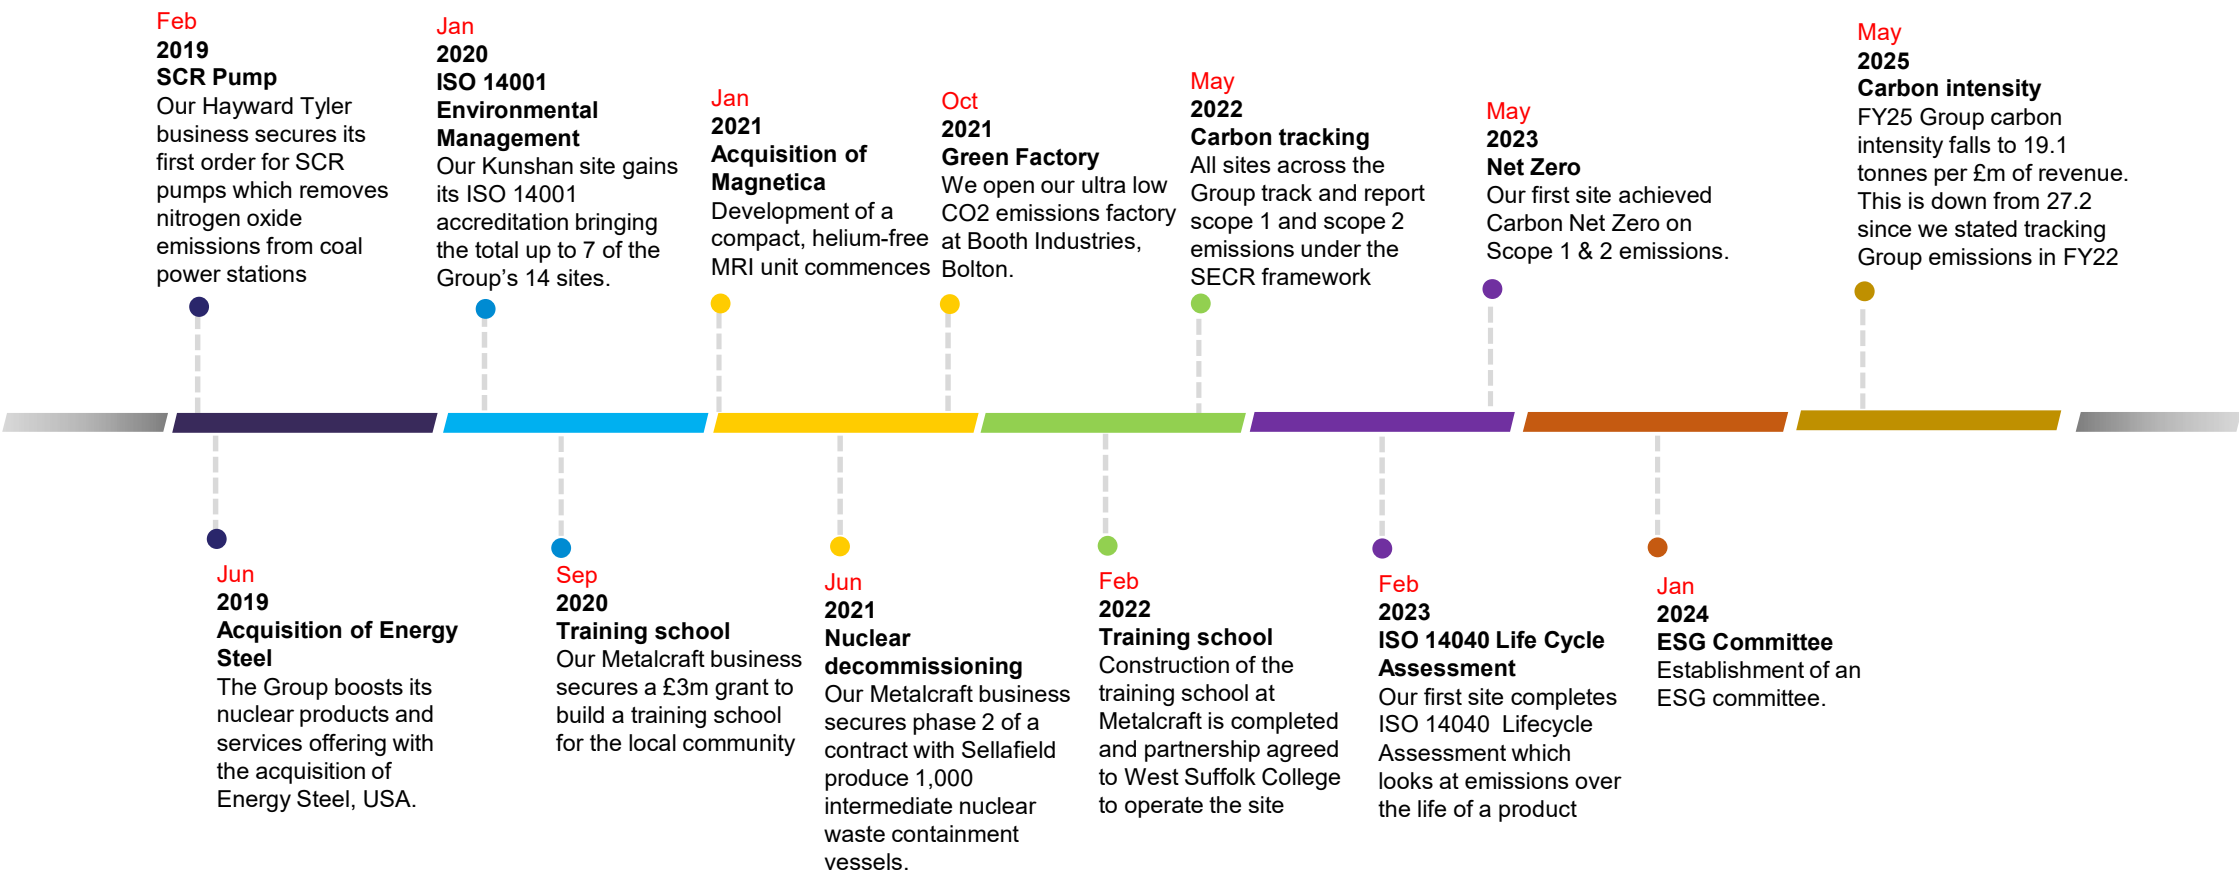 Feb
2019
SCR Pump
Our Hayward Tyler
business secures its
first order for SCR
pumps which removes
nitrogen oxide
emissions from coal
power stations
Jan
2020
ISO 14001
Environmental
Management
Our Kunshan site gains
its ISO 14001
accreditation bringing
the total up to 7 of the
Group's 14 sites.
Jan
2021
Acquisition of
Magnetica
Development of a
compact, helium-free
MRI unit commences
Oct
2021
Green Factory
We open our ultra low
CO2 emissions factory
at Booth Industries,
Bolton.
May
2022
Carbon tracking
All sites across the
Group track and report
scope 1 and scope 2
emissions under the
SECR framework
May
2023
Net Zero
Our first site achieved
Carbon Net Zero on
Scope 1 & 2 emissions.
May
2025
Carbon intensity
FY25 Group carbon
intensity falls to 19.1
tonnes per £m of revenue.
This is down from 27.2
since we stated tracking
Group emissions in FY22
Jun
2019
Acquisition of Energy
Steel
The Group boosts its
nuclear products and
services offering with
the acquisition of
Energy Steel, USA.
Sep
2020
Training school
Our Metalcraft business
secures a £3m grant to
build a training school
for the local community
Jun
2021
Nuclear
decommissioning
Our Metalcraft business
secures phase 2 of a
contract with Sellafield
produce 1,000
intermediate nuclear
waste containment
vessels.
Feb
2022
Training school
Construction of the
training school at
Metalcraft is completed
and partnership agreed
to West Suffolk College
to operate the site
Feb
2023
ISO 14040 Life Cycle
Assessment
Our first site completes
ISO 14040 Lifecycle
Assessment which
looks at emissions over
the life of a product
Jan
2024
ESG Committee
Establishment of an
ESG committee.